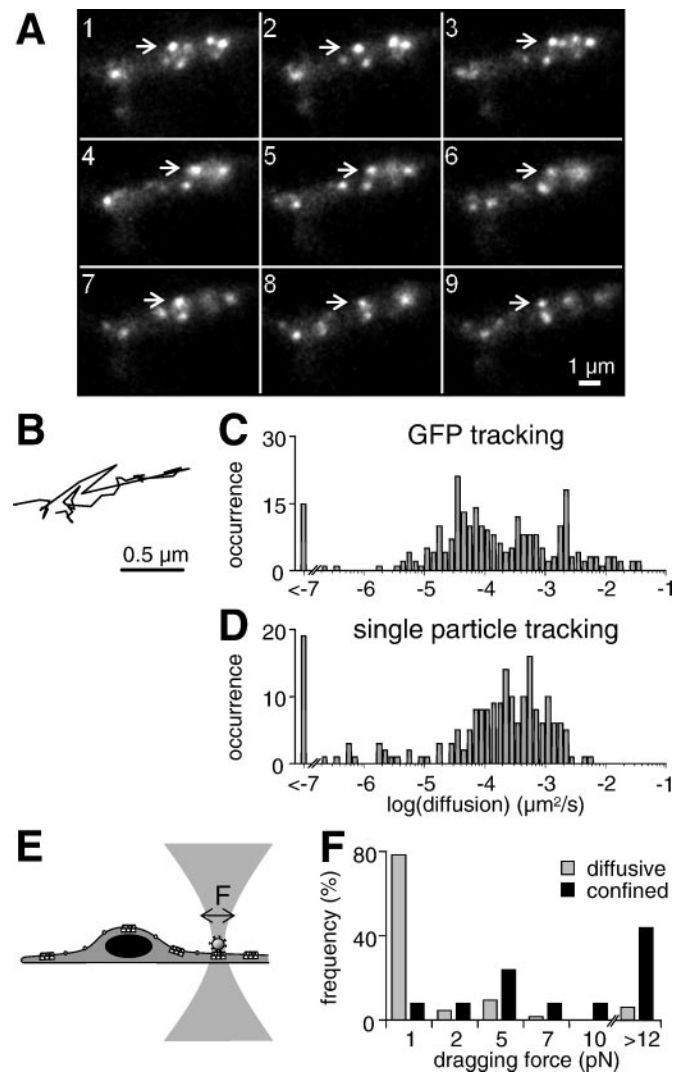 A
1 2 3
4 5 6
7 8 9
1 µm
B
0.5 µm
C
GFP tracking
30
15
0
occurrence
<-7 -6 -5 -4 -3 -2 -1
D
single particle tracking
20
10
0
occurrence
<-7 -6 -5 -4 -3 -2 -1
log(diffusion) (µm²/s)
E
F
F
80
40
0
frequency (%)
diffusive
confined
1 2 5 7 10 >12
dragging force (pN)